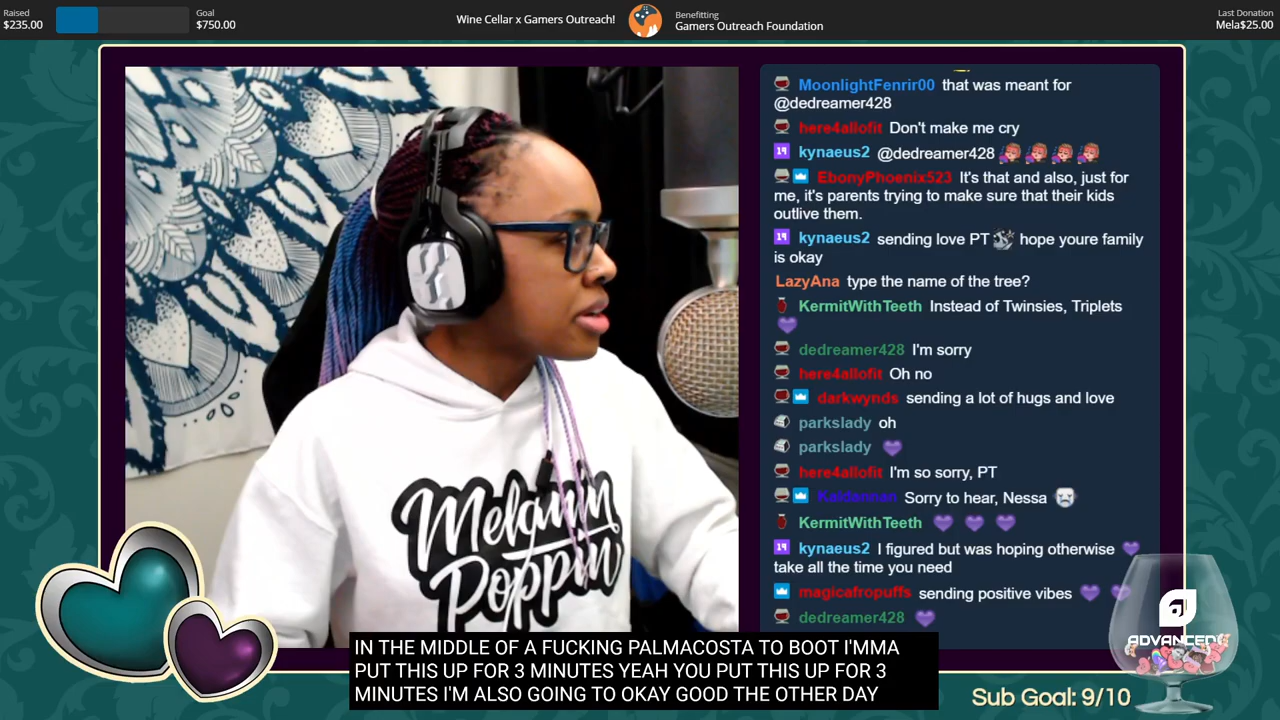 Raised
$235.00
Goal
$750.00
Wine Cellar x Gamers Outreach!
Benefitting
Gamers Outreach Foundation
Last Donation
Mela$25.00
MoonlightFenrir00 that was meant for
@dedreamer428
here4allofit Don't make me cry
kynaeus2 @dedreamer428
EbonyPhoenix523 It's that and also, just for
me, it's parents trying to make sure that their kids
outlive them.
kynaeus2 sending love PT hope youre family
is okay
LazyAna type the name of the tree?
KermitWithTeeth Instead of Twinsies, Triplets
dedreamer428 I'm sorry
here4allofit Oh no
darkwynds sending a lot of hugs and love
parkslady oh
parkslady
here4allofit I'm so sorry, PT
Kaldannan Sorry to hear, Nessa
KermitWithTeeth
kynaeus2 I figured but was hoping otherwise
take all the time you need
magicafropuffs sending positive vibes
dedreamer428
Melanin
Poppin
ADVANCED
IN THE MIDDLE OF A FUCKING PALMACOSTA TO BOOT I'MMA
PUT THIS UP FOR 3 MINUTES YEAH YOU PUT THIS UP FOR 3
MINUTES I'M ALSO GOING TO OKAY GOOD THE OTHER DAY
Sub Goal: 9/10